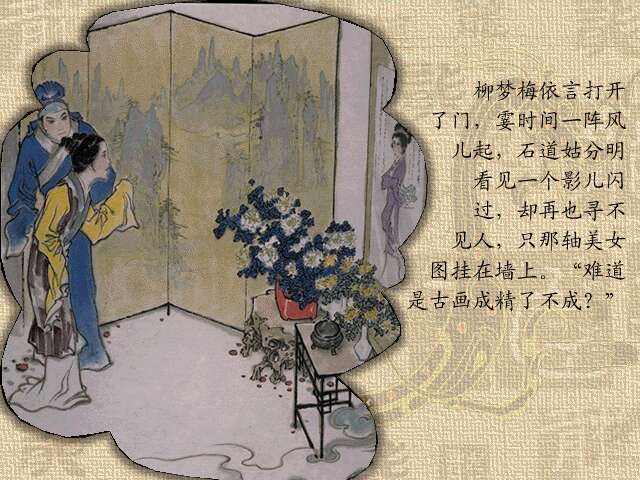 柳梦梅依言打开
了门，霎时间一阵风
儿起，石道姑分明
看见一个影儿闪
过，却再也寻不
见人，只那轴美女
图挂在墙上。“难道
是古画成精了不成？”